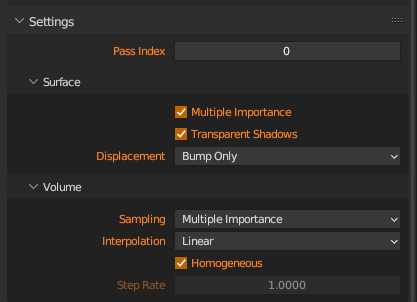 Settings
Pass Index 0
Surface
Multiple Importance
Transparent Shadows
Displacement Bump Only
Volume
Sampling Multiple Importance
Interpolation Linear
Homogeneous
Step Rate 1.0000